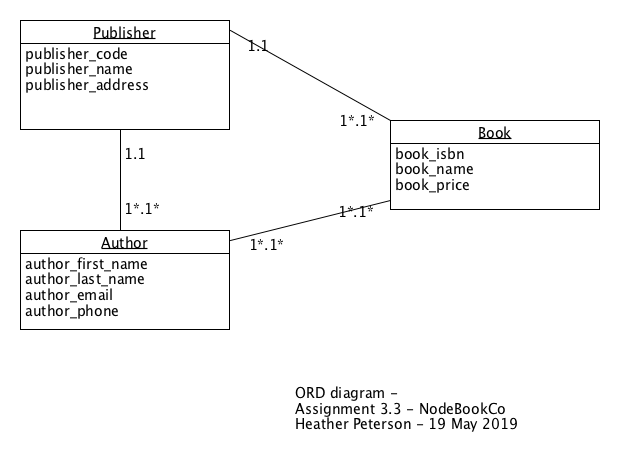 Publisher
publisher_code
publisher_name
publisher_address
1.1
1*.1*
Book
book_isbn
book_name
book_price
1.1
1*.1*
1*.1*
1*.1*
Author
author_first_name
author_last_name
author_email
author_phone
ORD diagram -
Assignment 3.3 - NodeBookCo
Heather Peterson - 19 May 2019